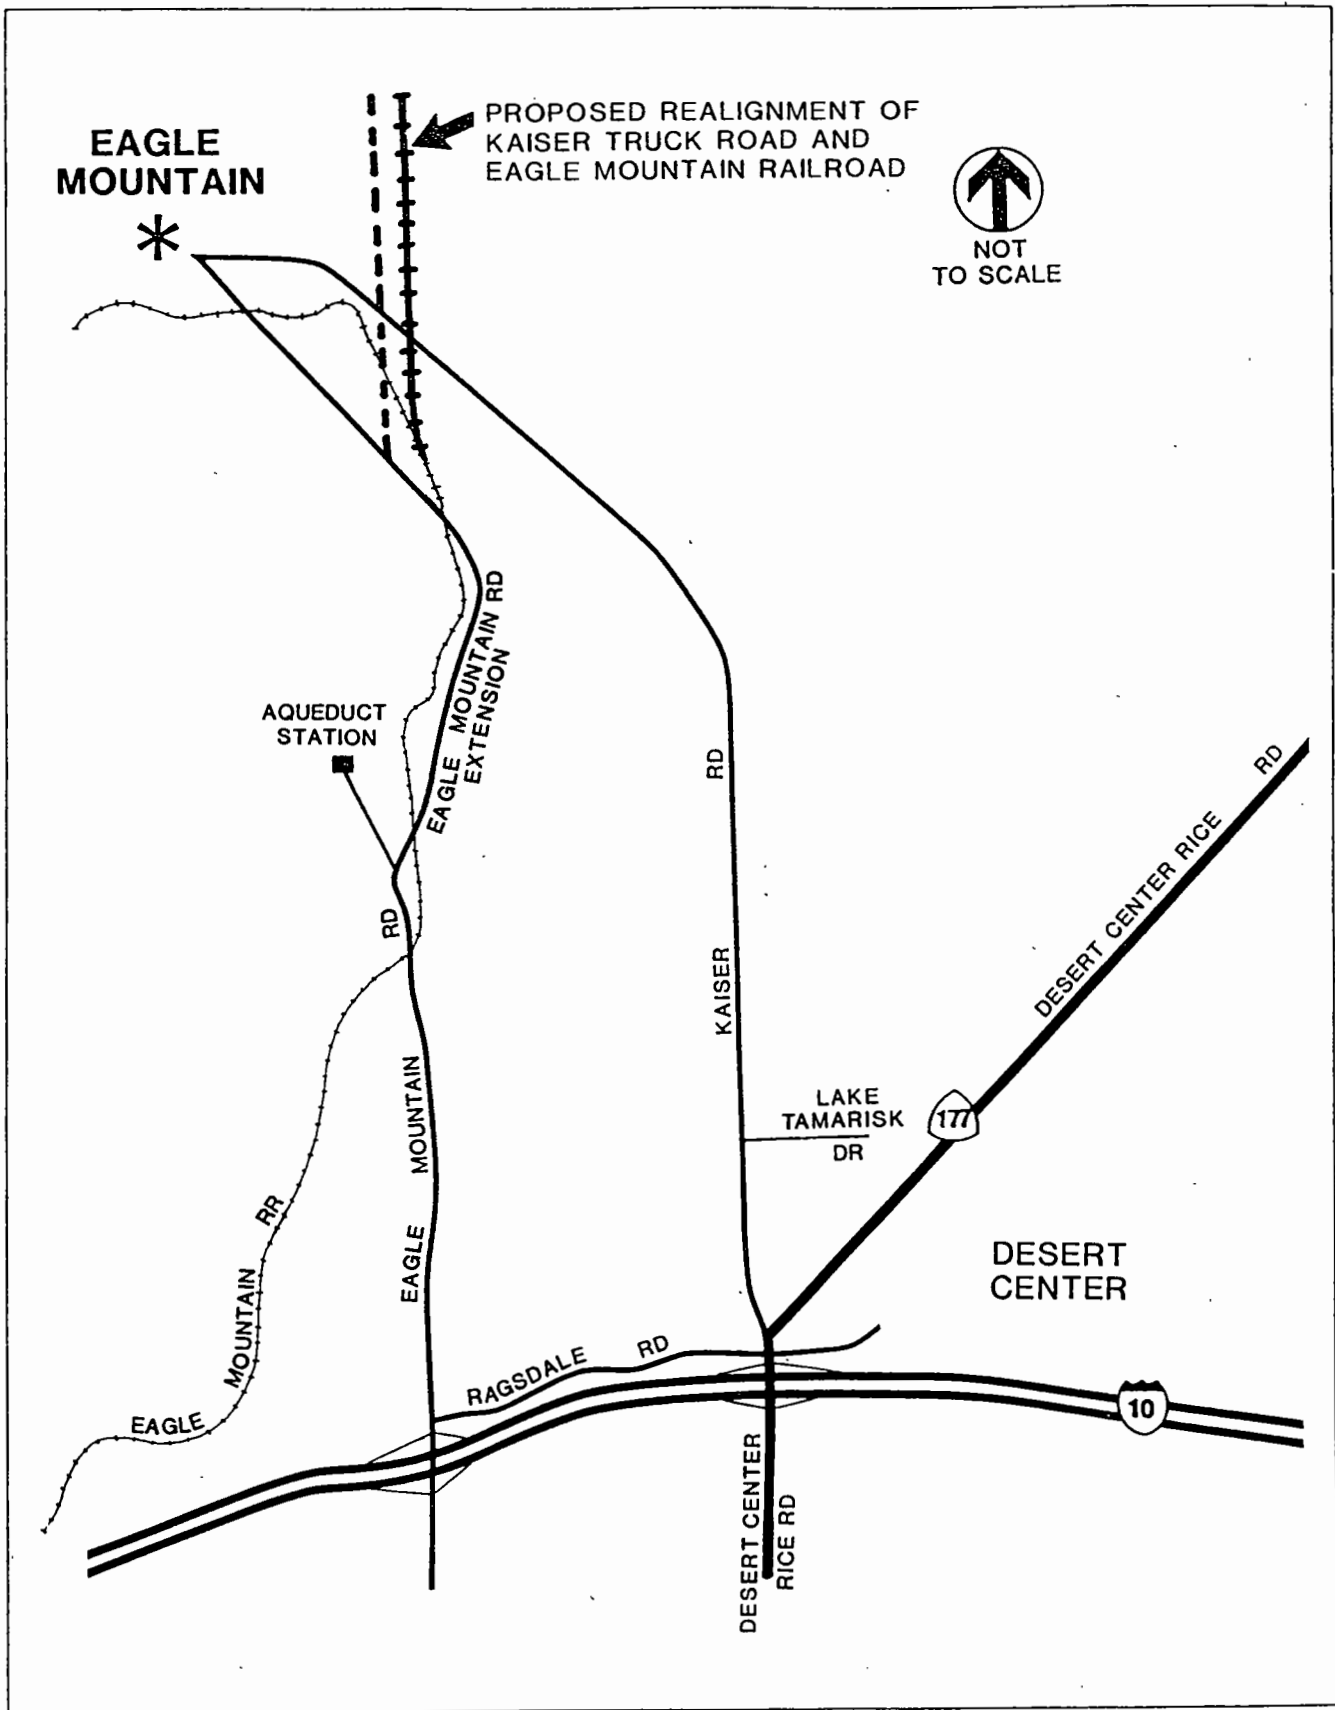 PROPOSED REALIGNMENT OF
KAISER TRUCK ROAD AND
EAGLE MOUNTAIN RAILROAD
EAGLE
MOUNTAIN
NOT
TO SCALE
EAGLE MOUNTAIN RD
EXTENSION
AQUEDUCT
STATION
KAISER RD
DESERT CENTER RICE RD
EAGLE MOUNTAIN RD
LAKE
TAMARISK
DR
177
EAGLE MOUNTAIN RR
DESERT
CENTER
RAGSDALE RD
10
DESERT CENTER
RICE RD